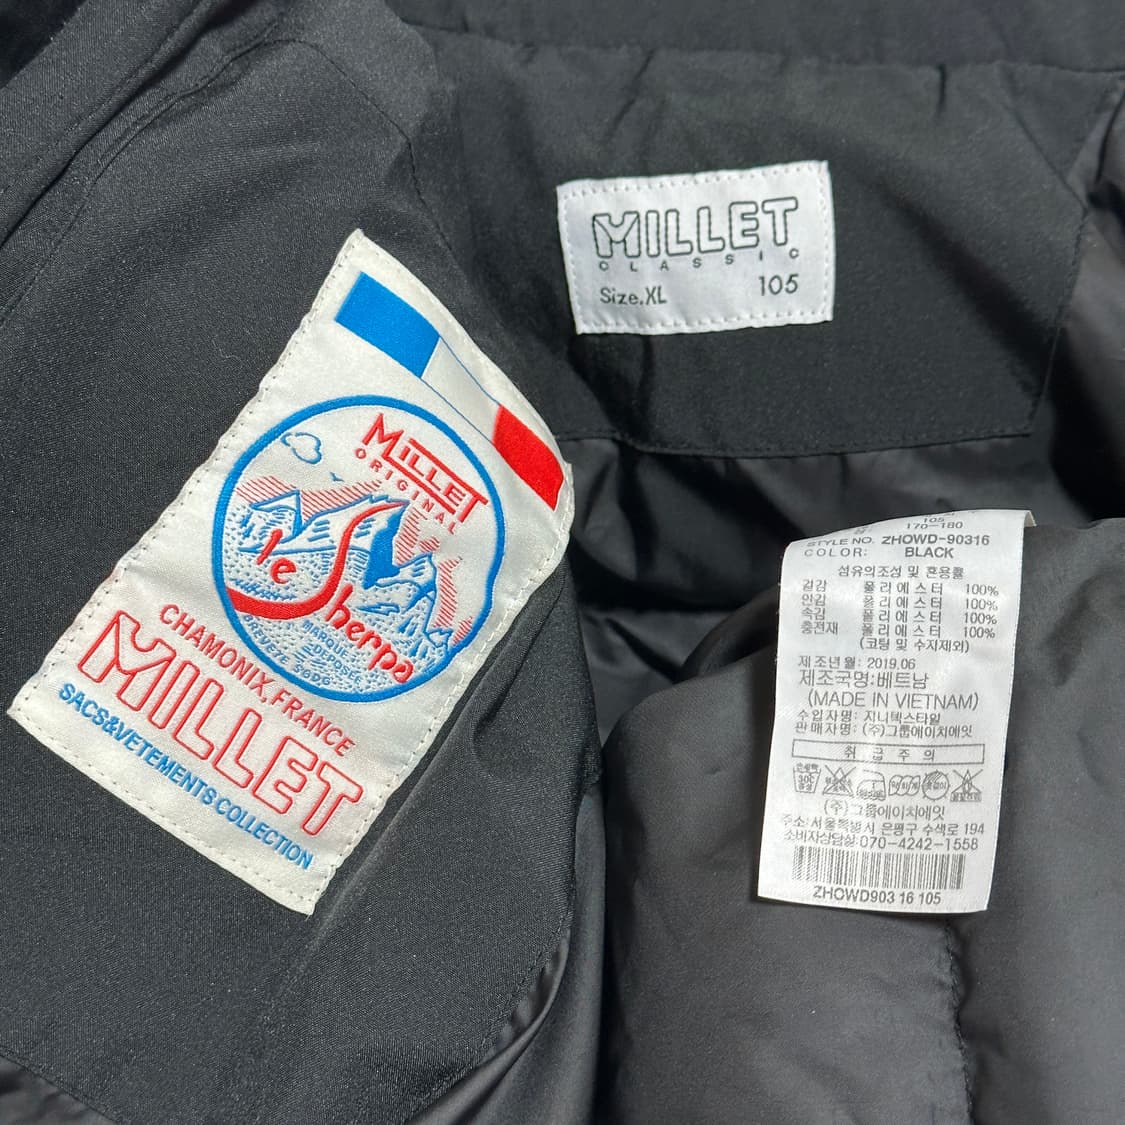 MILLET
CLASSIC
Size.XL 105
MILLET
ORIGINAL
le Sherpa
MARQUE
DEPOSÉE
BREVETE SGDG
CHAMONIX,FRANCE
MILLET
SACS&VETEMENTS COLLECTION
105
170-180
STYLE NO. ZHOWD-90316
COLOR: BLACK
섬유의조성 및 혼용률
겉감 폴리에스터 100%
안감 폴리에스터 100%
속감 폴리에스터 100%
충전재 폴리에스터 100%
(코팅 및 수지제외)
제조년월: 2019.06
제조국명:베트남
(MADE IN VIETNAM)
수입자명: 지니텍스타일
판매자명: (주)그룹에이치에잇
취급주의
(주)그룹에이치에잇
주소:서울특별시 은평구 수색로 194
소비자상담실:070-4242-1558
ZHOWD903 16 105